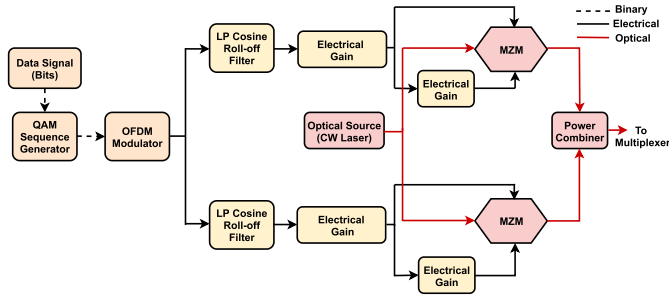 Binary
Electrical
Optical
Data Signal
(Bits)
QAM
Sequence
Generator
OFDM
Modulator
LP Cosine
Roll-off
Filter
Electrical
Gain
Electrical
Gain
MZM
Optical Source
(CW Laser)
Power
Combiner
To
Multiplexer
LP Cosine
Roll-off
Filter
Electrical
Gain
Electrical
Gain
MZM